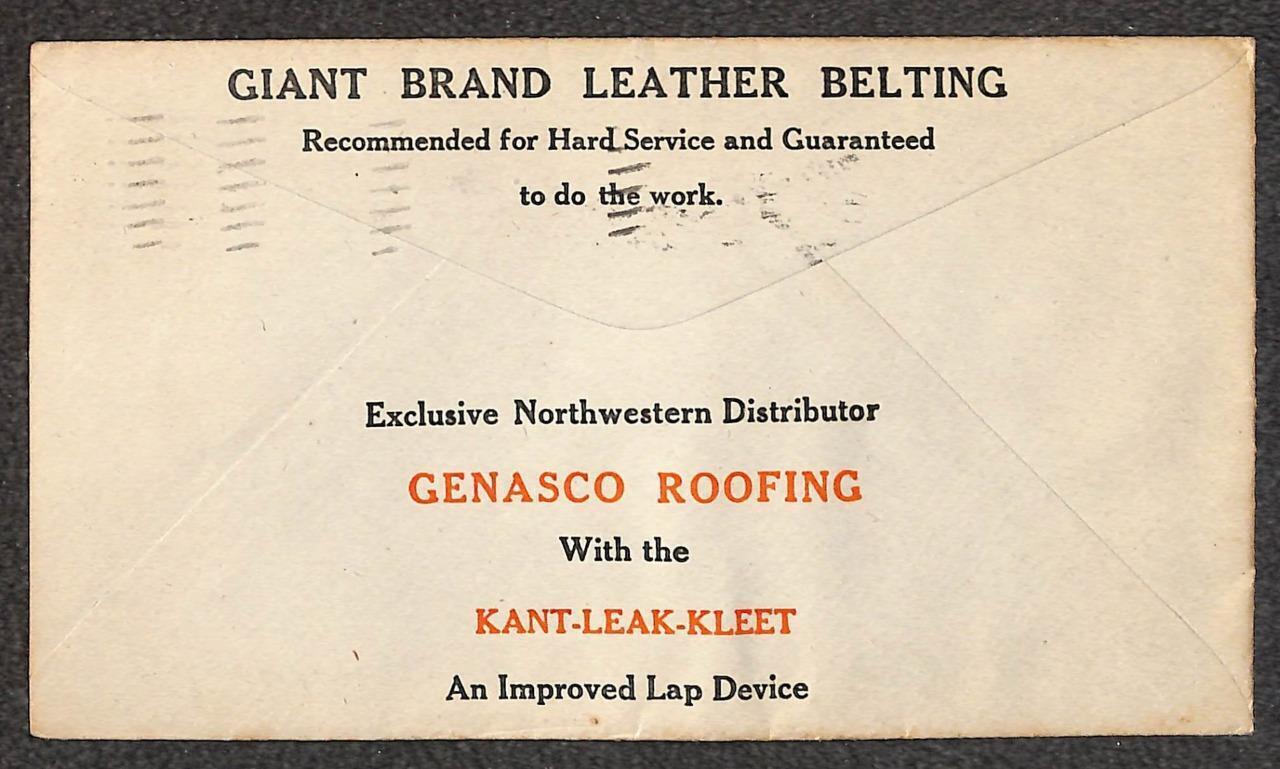 GIANT BRAND LEATHER BELTING
Recommended for Hard Service and Guaranteed
to do the work.
Exclusive Northwestern Distributor
GENASCO ROOFING
With the
KANT-LEAK-KLEET
An Improved Lap Device